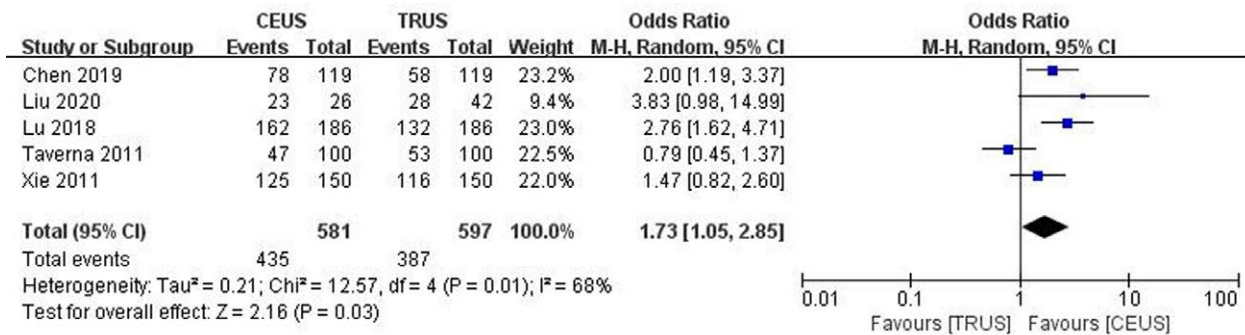 CEUS TRUS Odds Ratio Odds Ratio
Study or Subgroup Events Total Events Total Weight M-H, Random, 95% CI M-H, Random, 95% CI
Chen 2019 78 119 58 119 23.2% 2.00 [1.19, 3.37]
Liu 2020 23 26 28 42 9.4% 3.83 [0.98, 14.99]
Lu 2018 162 186 132 186 23.0% 2.76 [1.62, 4.71]
Taverna 2011 47 100 53 100 22.5% 0.79 [0.45, 1.37]
Xie 2011 125 150 116 150 22.0% 1.47 [0.82, 2.60]
Total (95% CI) 581 597 100.0% 1.73 [1.05, 2.85]
Total events 435 387
Heterogeneity: Tau² = 0.21; Chi² = 12.57, df = 4 (P = 0.01); I² = 68%
Test for overall effect: Z = 2.16 (P = 0.03)
0.01 0.1 1 10 100
Favours [TRUS] Favours [CEUS]